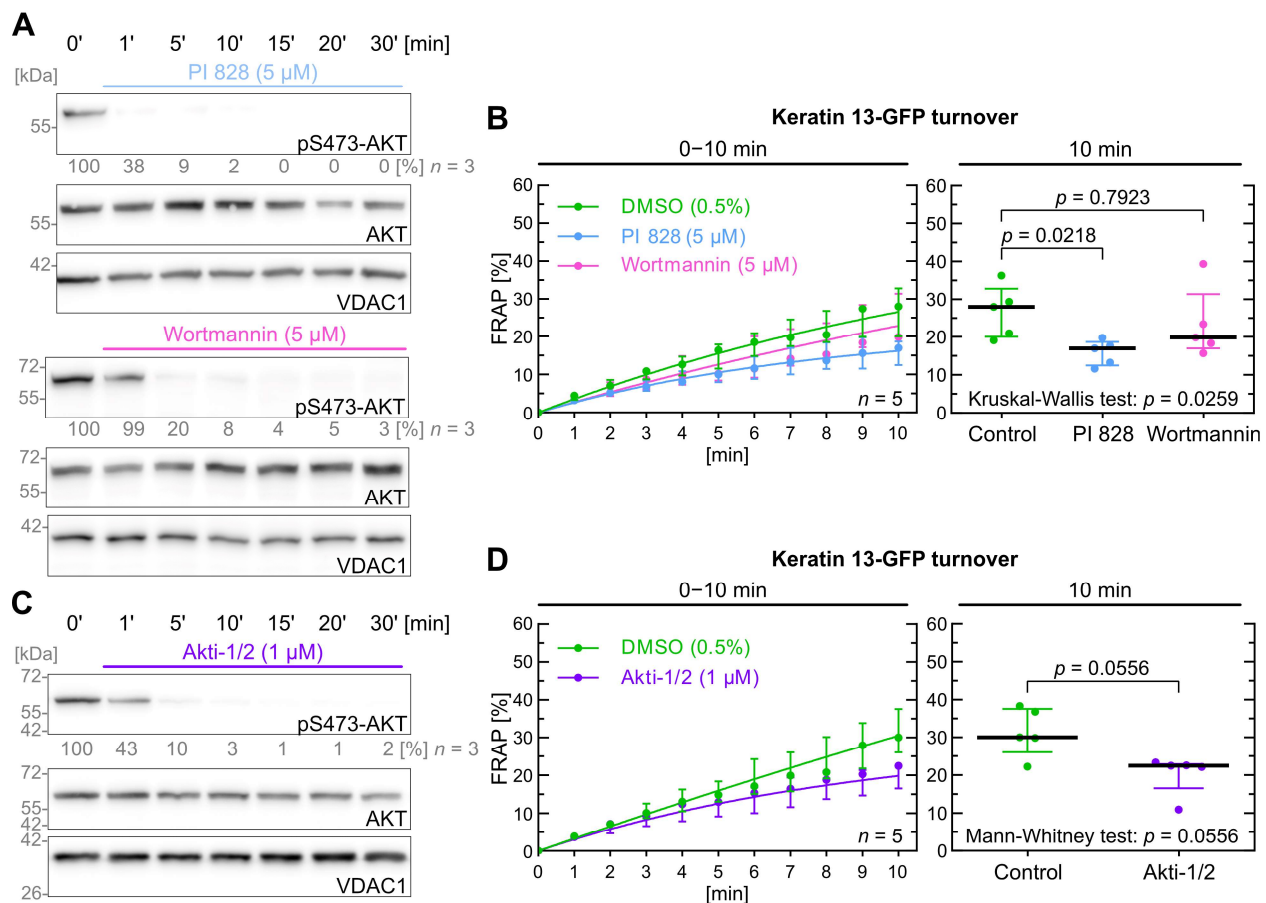 A
0' 1' 5' 10' 15' 20' 30' [min]
[kDa]
PI 828 (5 µM)
55
pS473-AKT
100 38 9 2 0 0 0 [%] n = 3
55
AKT
42
VDAC1
Wortmannin (5 µM)
72
55
pS473-AKT
100 99 20 8 4 5 3 [%] n = 3
72
55
AKT
42
VDAC1
B
Keratin 13-GFP turnover
0–10 min
FRAP [%]
60
50
40
30
20
10
0
DMSO (0.5%)
PI 828 (5 µM)
Wortmannin (5 µM)
n = 5
0 1 2 3 4 5 6 7 8 9 10
[min]
10 min
60
50
40
30
20
10
0
p = 0.7923
p = 0.0218
Kruskal-Wallis test: p = 0.0259
Control PI 828 Wortmannin
C
0' 1' 5' 10' 15' 20' 30' [min]
[kDa]
Akti-1/2 (1 µM)
72
55
42
pS473-AKT
100 43 10 3 1 1 2 [%] n = 3
72
55
42
AKT
42
26
VDAC1
D
Keratin 13-GFP turnover
0–10 min
FRAP [%]
60
50
40
30
20
10
0
DMSO (0.5%)
Akti-1/2 (1 µM)
n = 5
0 1 2 3 4 5 6 7 8 9 10
[min]
10 min
60
50
40
30
20
10
0
p = 0.0556
Mann-Whitney test: p = 0.0556
Control Akti-1/2